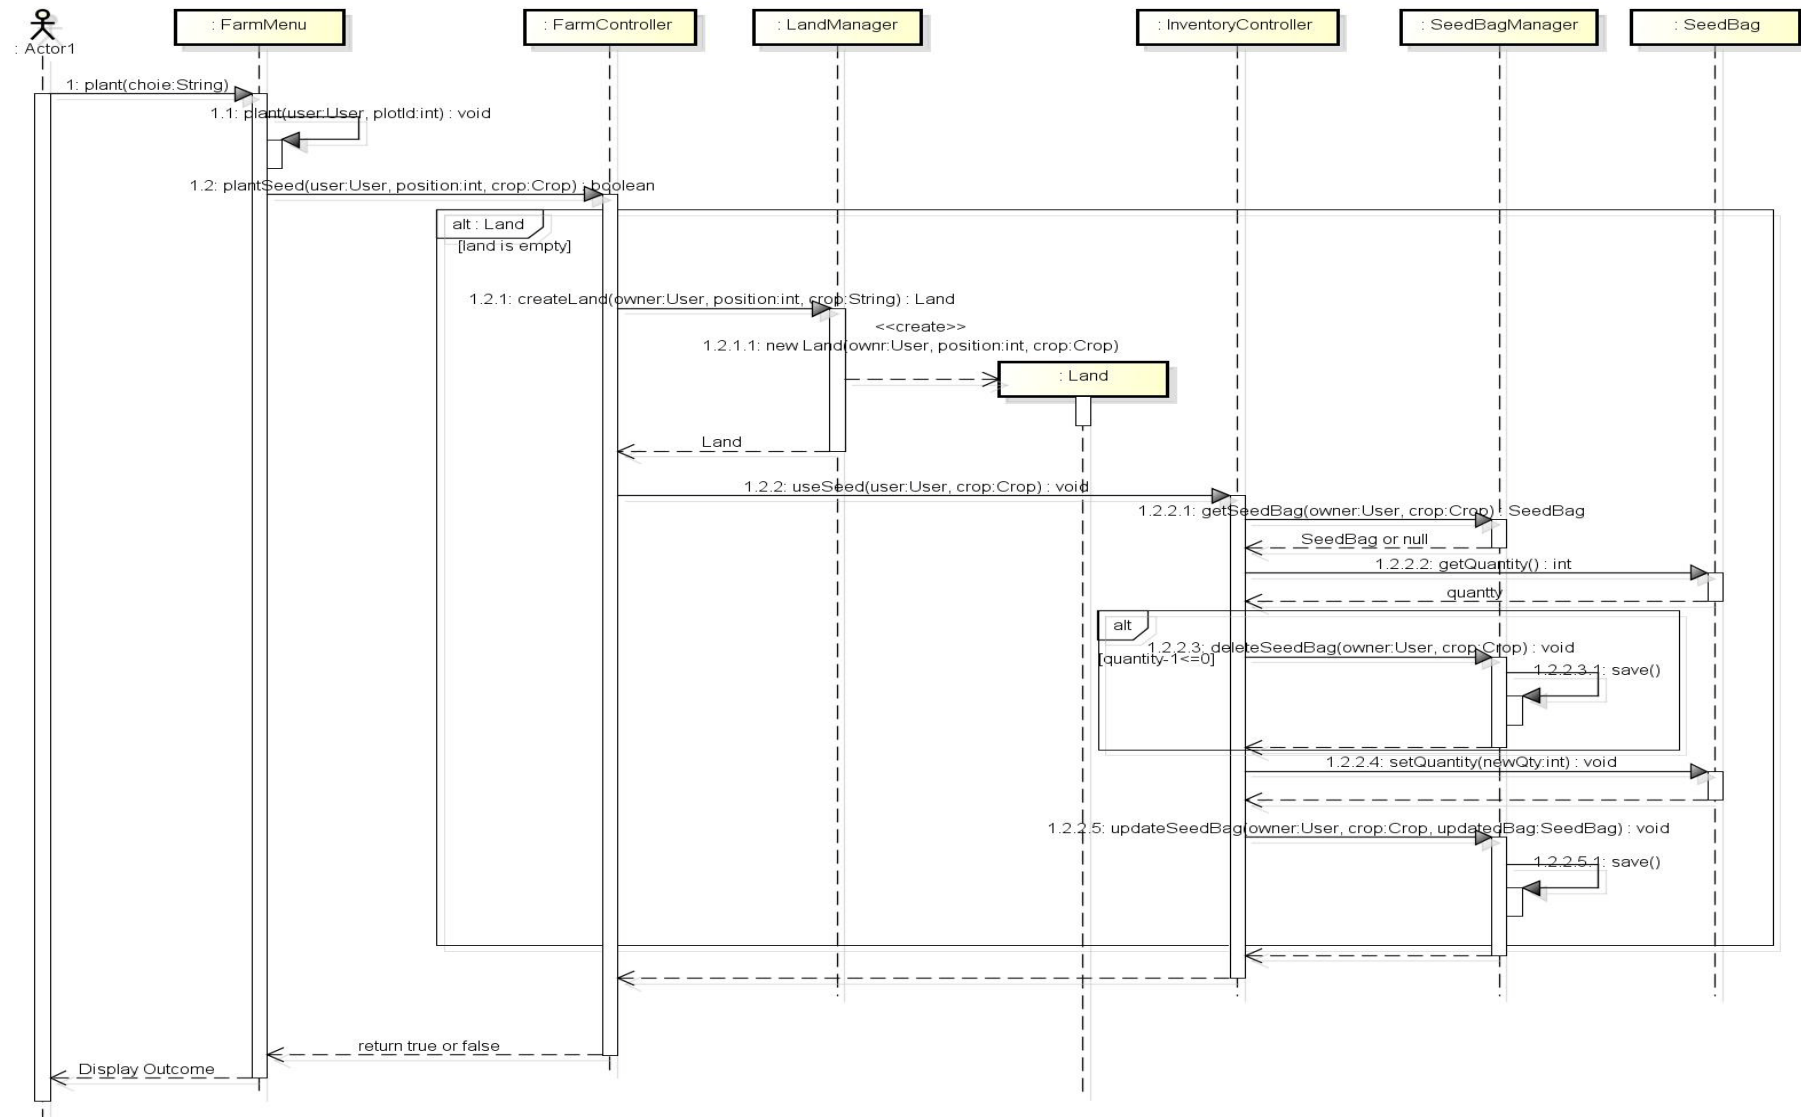 : Actor1
: FarmMenu
: FarmController
: LandManager
: InventoryController
: SeedBagManager
: SeedBag
1: plant(choie:String)
1.1: plant(user:User, plotId:int) : void
1.2: plantSeed(user:User, position:int, crop:Crop) : boolean
alt : Land
[land is empty]
1.2.1: createLand(owner:User, position:int, crop:String) : Land
<<create>>
1.2.1.1: new Land(ownr:User, position:int, crop:Crop)
: Land
Land
1.2.2: useSeed(user:User, crop:Crop) : void
1.2.2.1: getSeedBag(owner:User, crop:Crop) : SeedBag
SeedBag or null
1.2.2.2: getQuantity() : int
quantty
alt
1.2.2.3: deleteSeedBag(owner:User, crop:Crop) : void
[quantity-1<=0]
1.2.2.3.1: save()
1.2.2.4: setQuantity(newQty:int) : void
1.2.2.5: updateSeedBag(owner:User, crop:Crop, updatedBag:SeedBag) : void
1.2.2.5.1: save()
return true or false
Display Outcome